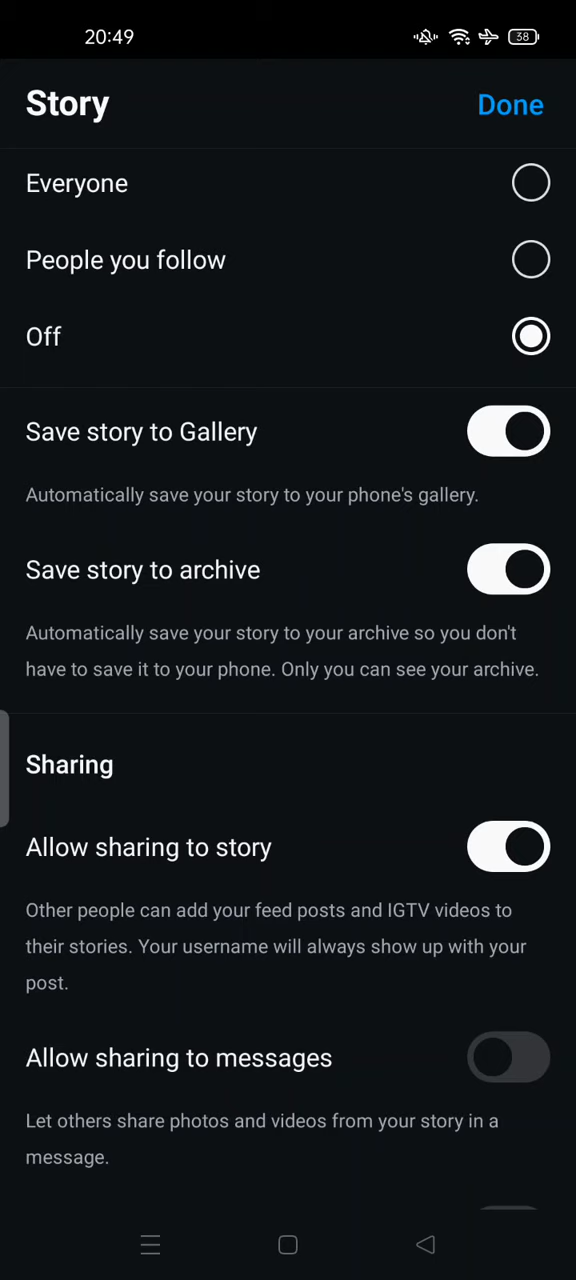 20:49
38
Story
Done
Everyone
People you follow
Off
Save story to Gallery
Automatically save your story to your phone's gallery.
Save story to archive
Automatically save your story to your archive so you don't
have to save it to your phone. Only you can see your archive.
Sharing
Allow sharing to story
Other people can add your feed posts and IGTV videos to
their stories. Your username will always show up with your
post.
Allow sharing to messages
Let others share photos and videos from your story in a
message.